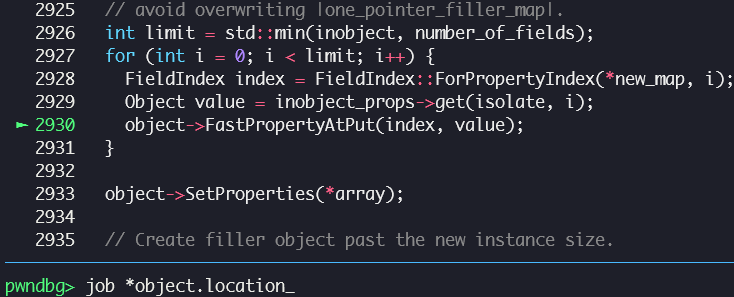 2925 // avoid overwriting |one_pointer_filler_map|.
2926 int limit = std::min(inobject, number_of_fields);
2927 for (int i = 0; i < limit; i++) {
2928 FieldIndex index = FieldIndex::ForPropertyIndex(*new_map, i);
2929 Object value = inobject_props->get(isolate, i);
► 2930 object->FastPropertyAtPut(index, value);
2931 }
2932
2933 object->SetProperties(*array);
2934
2935 // Create filler object past the new instance size.
pwndbg> job *object.location_